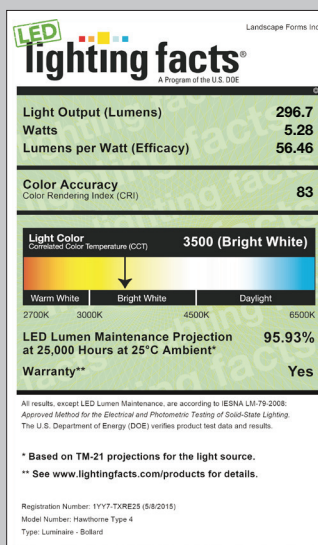 Landscape Forms Inc
LED
lighting facts®
A Program of the U.S. DOE
Light Output (Lumens) 296.7
Watts 5.28
Lumens per Watt (Efficacy) 56.46
Color Accuracy
Color Rendering Index (CRI) 83
Light Color
Correlated Color Temperature (CCT) 3500 (Bright White)
Warm White Bright White Daylight
2700K 3000K 4500K 6500K
LED Lumen Maintenance Projection
at 25,000 Hours at 25°C Ambient* 95.93%
Warranty** Yes
All results, except LED Lumen Maintenance, are according to IESNA LM-79-2008:
Approved Method for the Electrical and Photometric Testing of Solid-State Lighting.
The U.S. Department of Energy (DOE) verifies product test data and results.
* Based on TM-21 projections for the light source.
** See www.lightingfacts.com/products for details.
Registration Number: 1YY7-TXRE25 (5/8/2015)
Model Number: Hawthorne Type 4
Type: Luminaire - Bollard